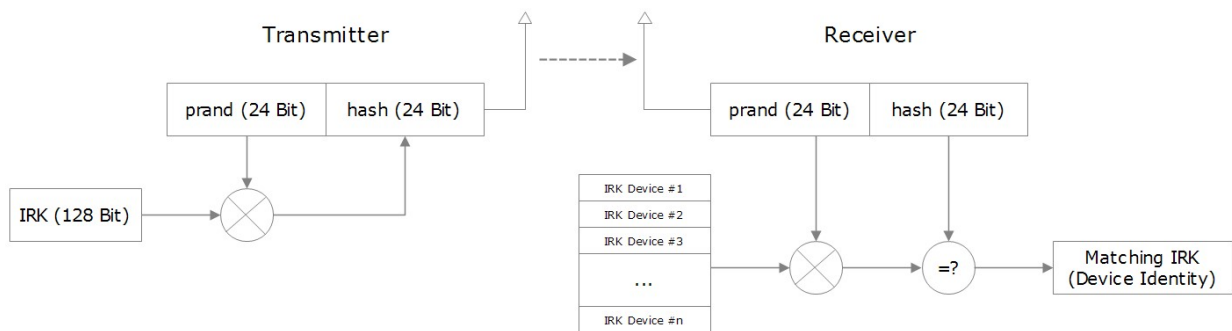 Transmitter
Receiver
prand (24 Bit)
hash (24 Bit)
prand (24 Bit)
hash (24 Bit)
IRK (128 Bit)
IRK Device #1
IRK Device #2
IRK Device #3
...
IRK Device #n
=?
Matching IRK
(Device Identity)